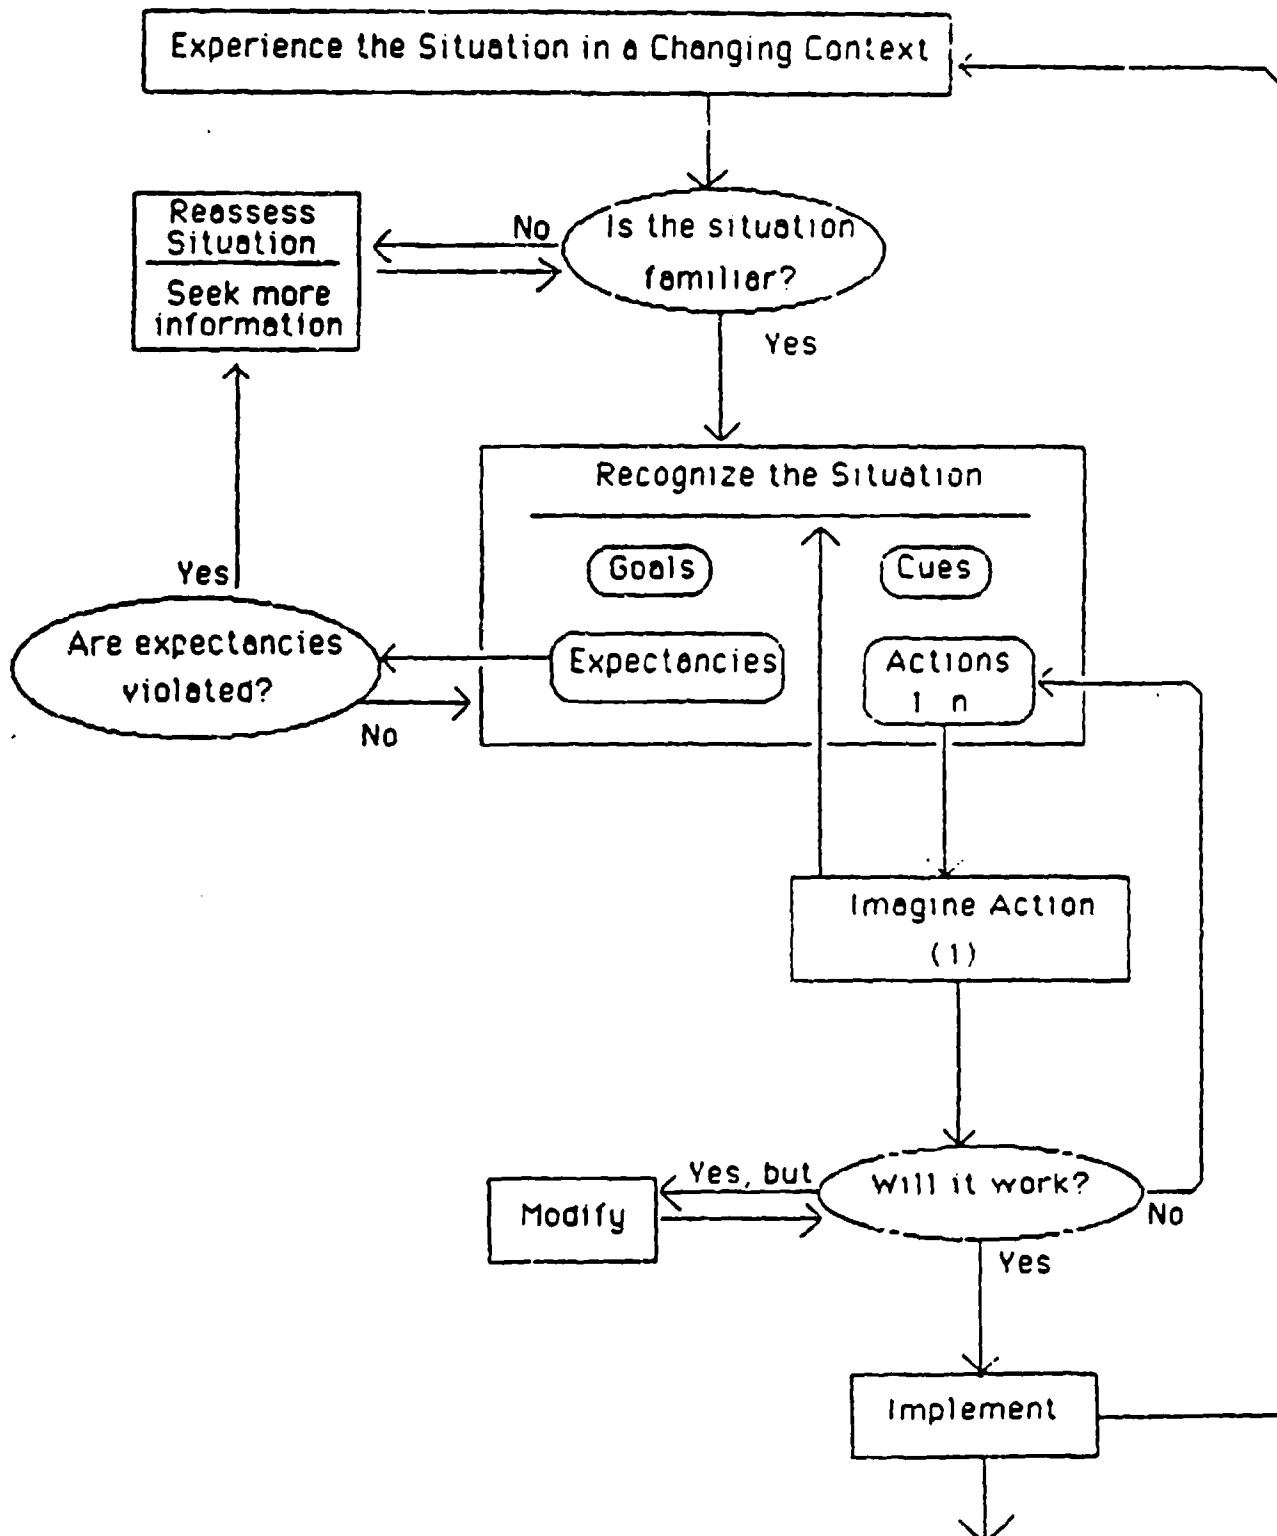 Experience the Situation in a Changing Context
Reassess
Situation
Seek more
information
No
Is the situation
familiar?
Yes
Recognize the Situation
Goals
Cues
Yes
Are expectancies
violated?
No
Expectancies
Actions
1 n
Imagine Action
(1)
Yes, but
Will it work?
No
Modify
Yes
Implement